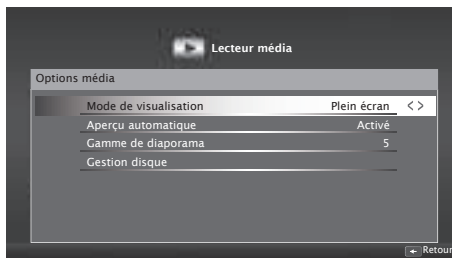 Lecteur média
Options média
Mode de visualisation Plein écran < >
Aperçu automatique Activé
Gamme de diaporama 5
Gestion disque
Retour